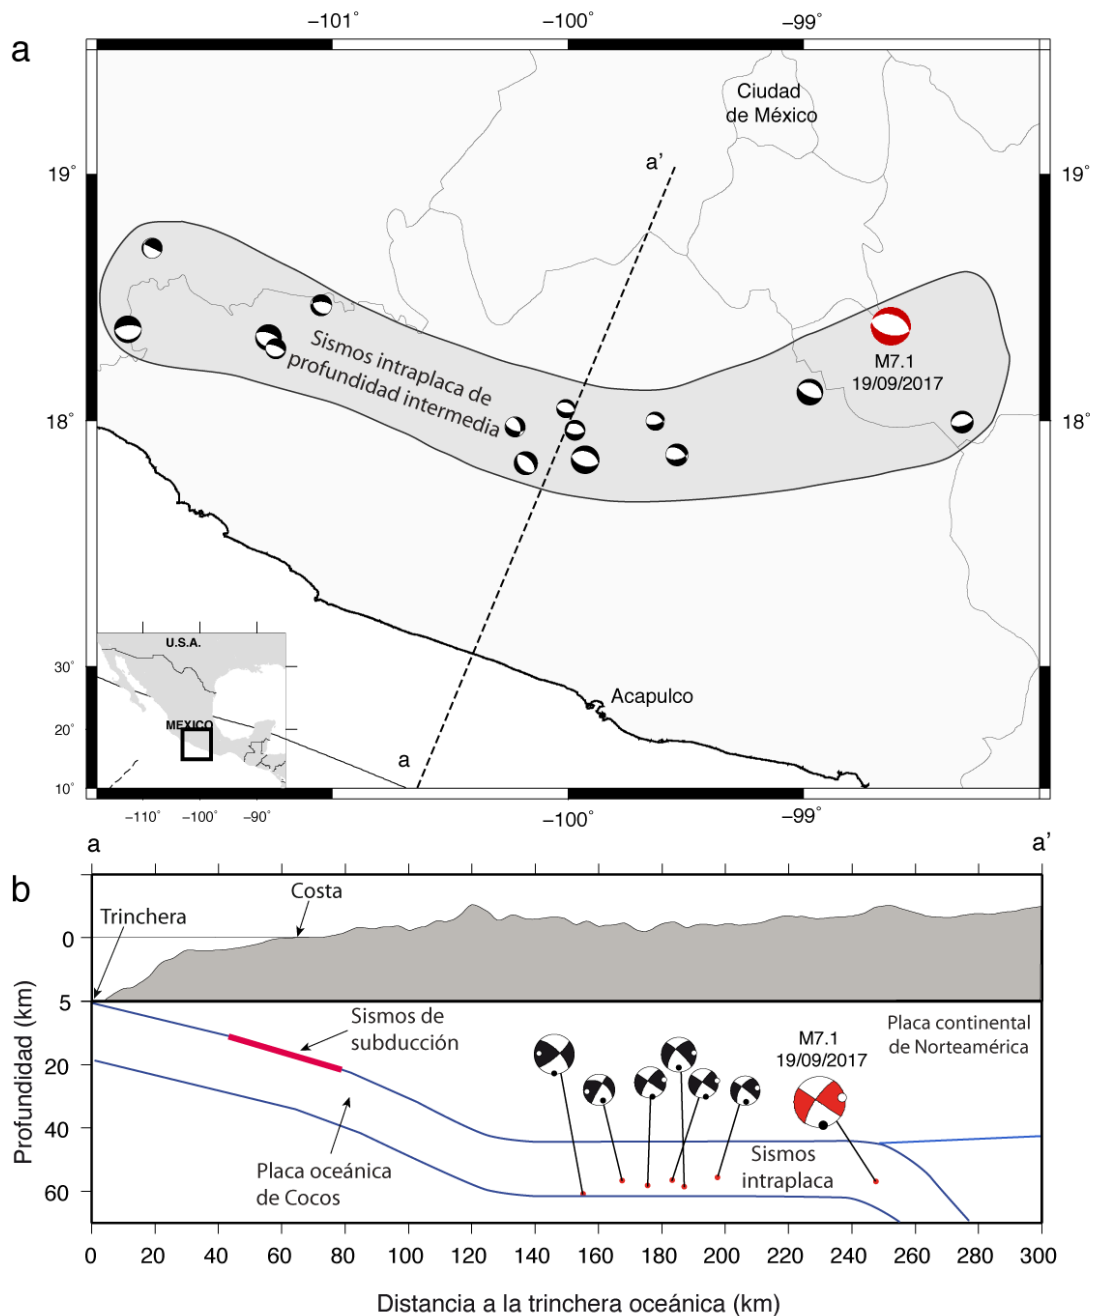 a
−101˚
−100˚
−99˚
Ciudad
de México
a'
19˚
19˚
Sismos intraplaca de
profundidad intermedia
M7.1
19/09/2017
18˚
18˚
U.S.A.
30˚
MEXICO
20˚
10˚
−110˚
−100˚
−90˚
Acapulco
a
−101˚
−100˚
−99˚
a
a'
b
Costa
Trinchera
0
5
20
40
60
Profundidad (km)
Sismos de
subducción
M7.1
19/09/2017
Placa continental
de Norteamérica
Placa oceánica
de Cocos
Sismos
intraplaca
0
20
40
60
80
100
120
140
160
180
200
220
240
260
280
300
Distancia a la trinchera oceánica (km)